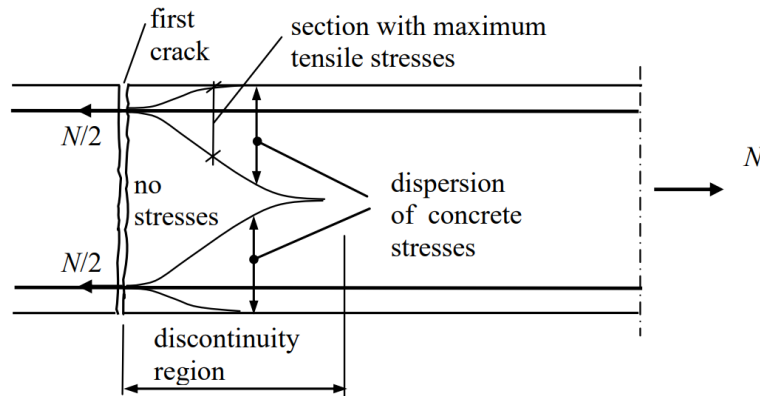 first
crack
section with maximum
tensile stresses
N/2
N
no
stresses
dispersion
of concrete
stresses
N/2
discontinuity
region